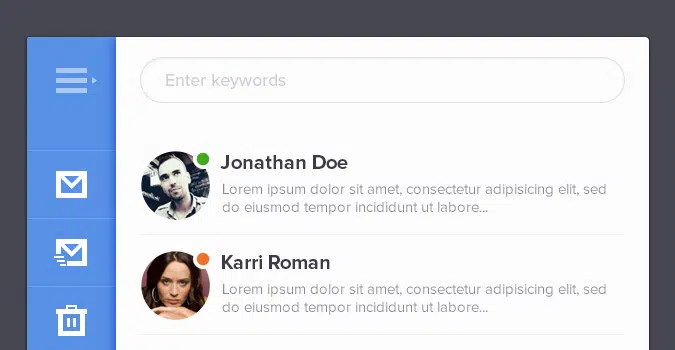 Enter keywords
Jonathan Doe
Lorem ipsum dolor sit amet, consectetur adipisicing elit, sed
do eiusmod tempor incididunt ut labore...
Karri Roman
Lorem ipsum dolor sit amet, consectetur adipisicing elit, sed
do eiusmod tempor incididunt ut labore...